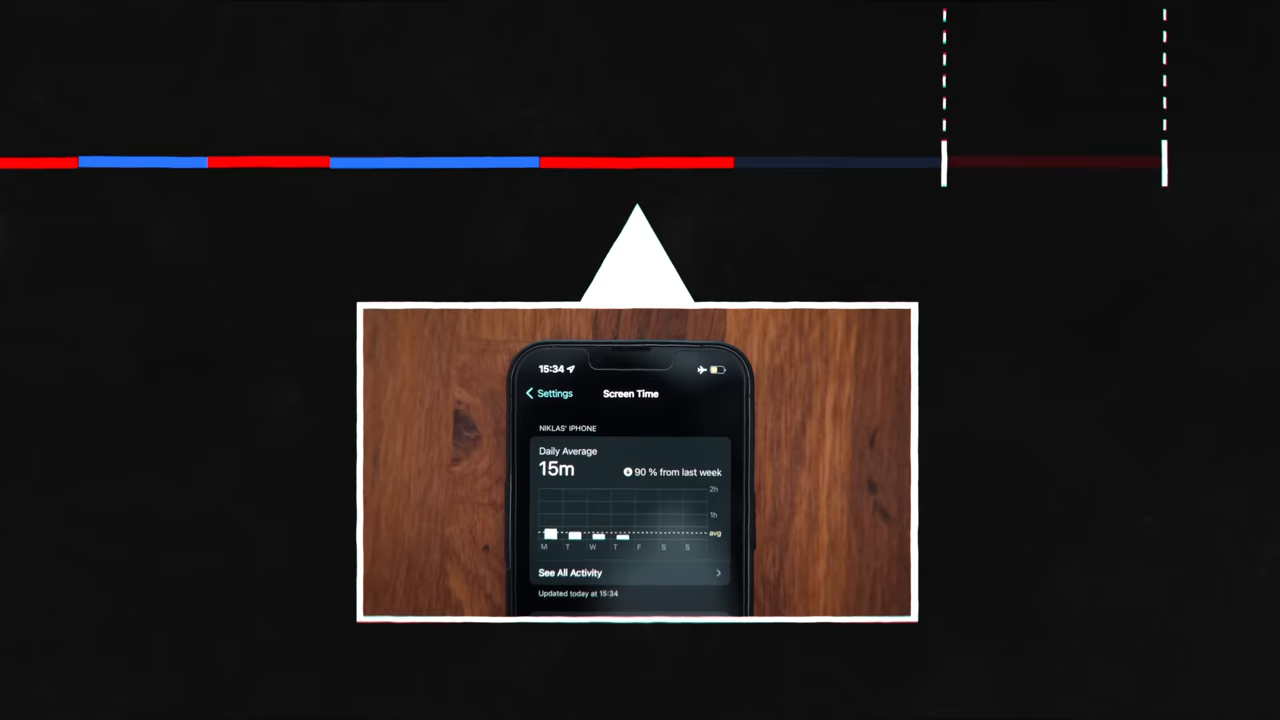 15:34
Settings
Screen Time
NIKLAS' IPHONE
Daily Average
15m
90 % from last week
2h
1h
avg
M T W T F S S
See All Activity
Updated today at 15:34